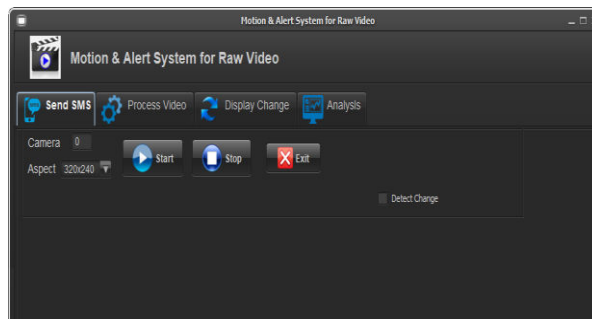 Motion & Alert System for Raw Video
Motion & Alert System for Raw Video
Send SMS Process Video Display Change Analysis
Camera 0
Aspect 320x240
Start Stop Exit
Detect Change